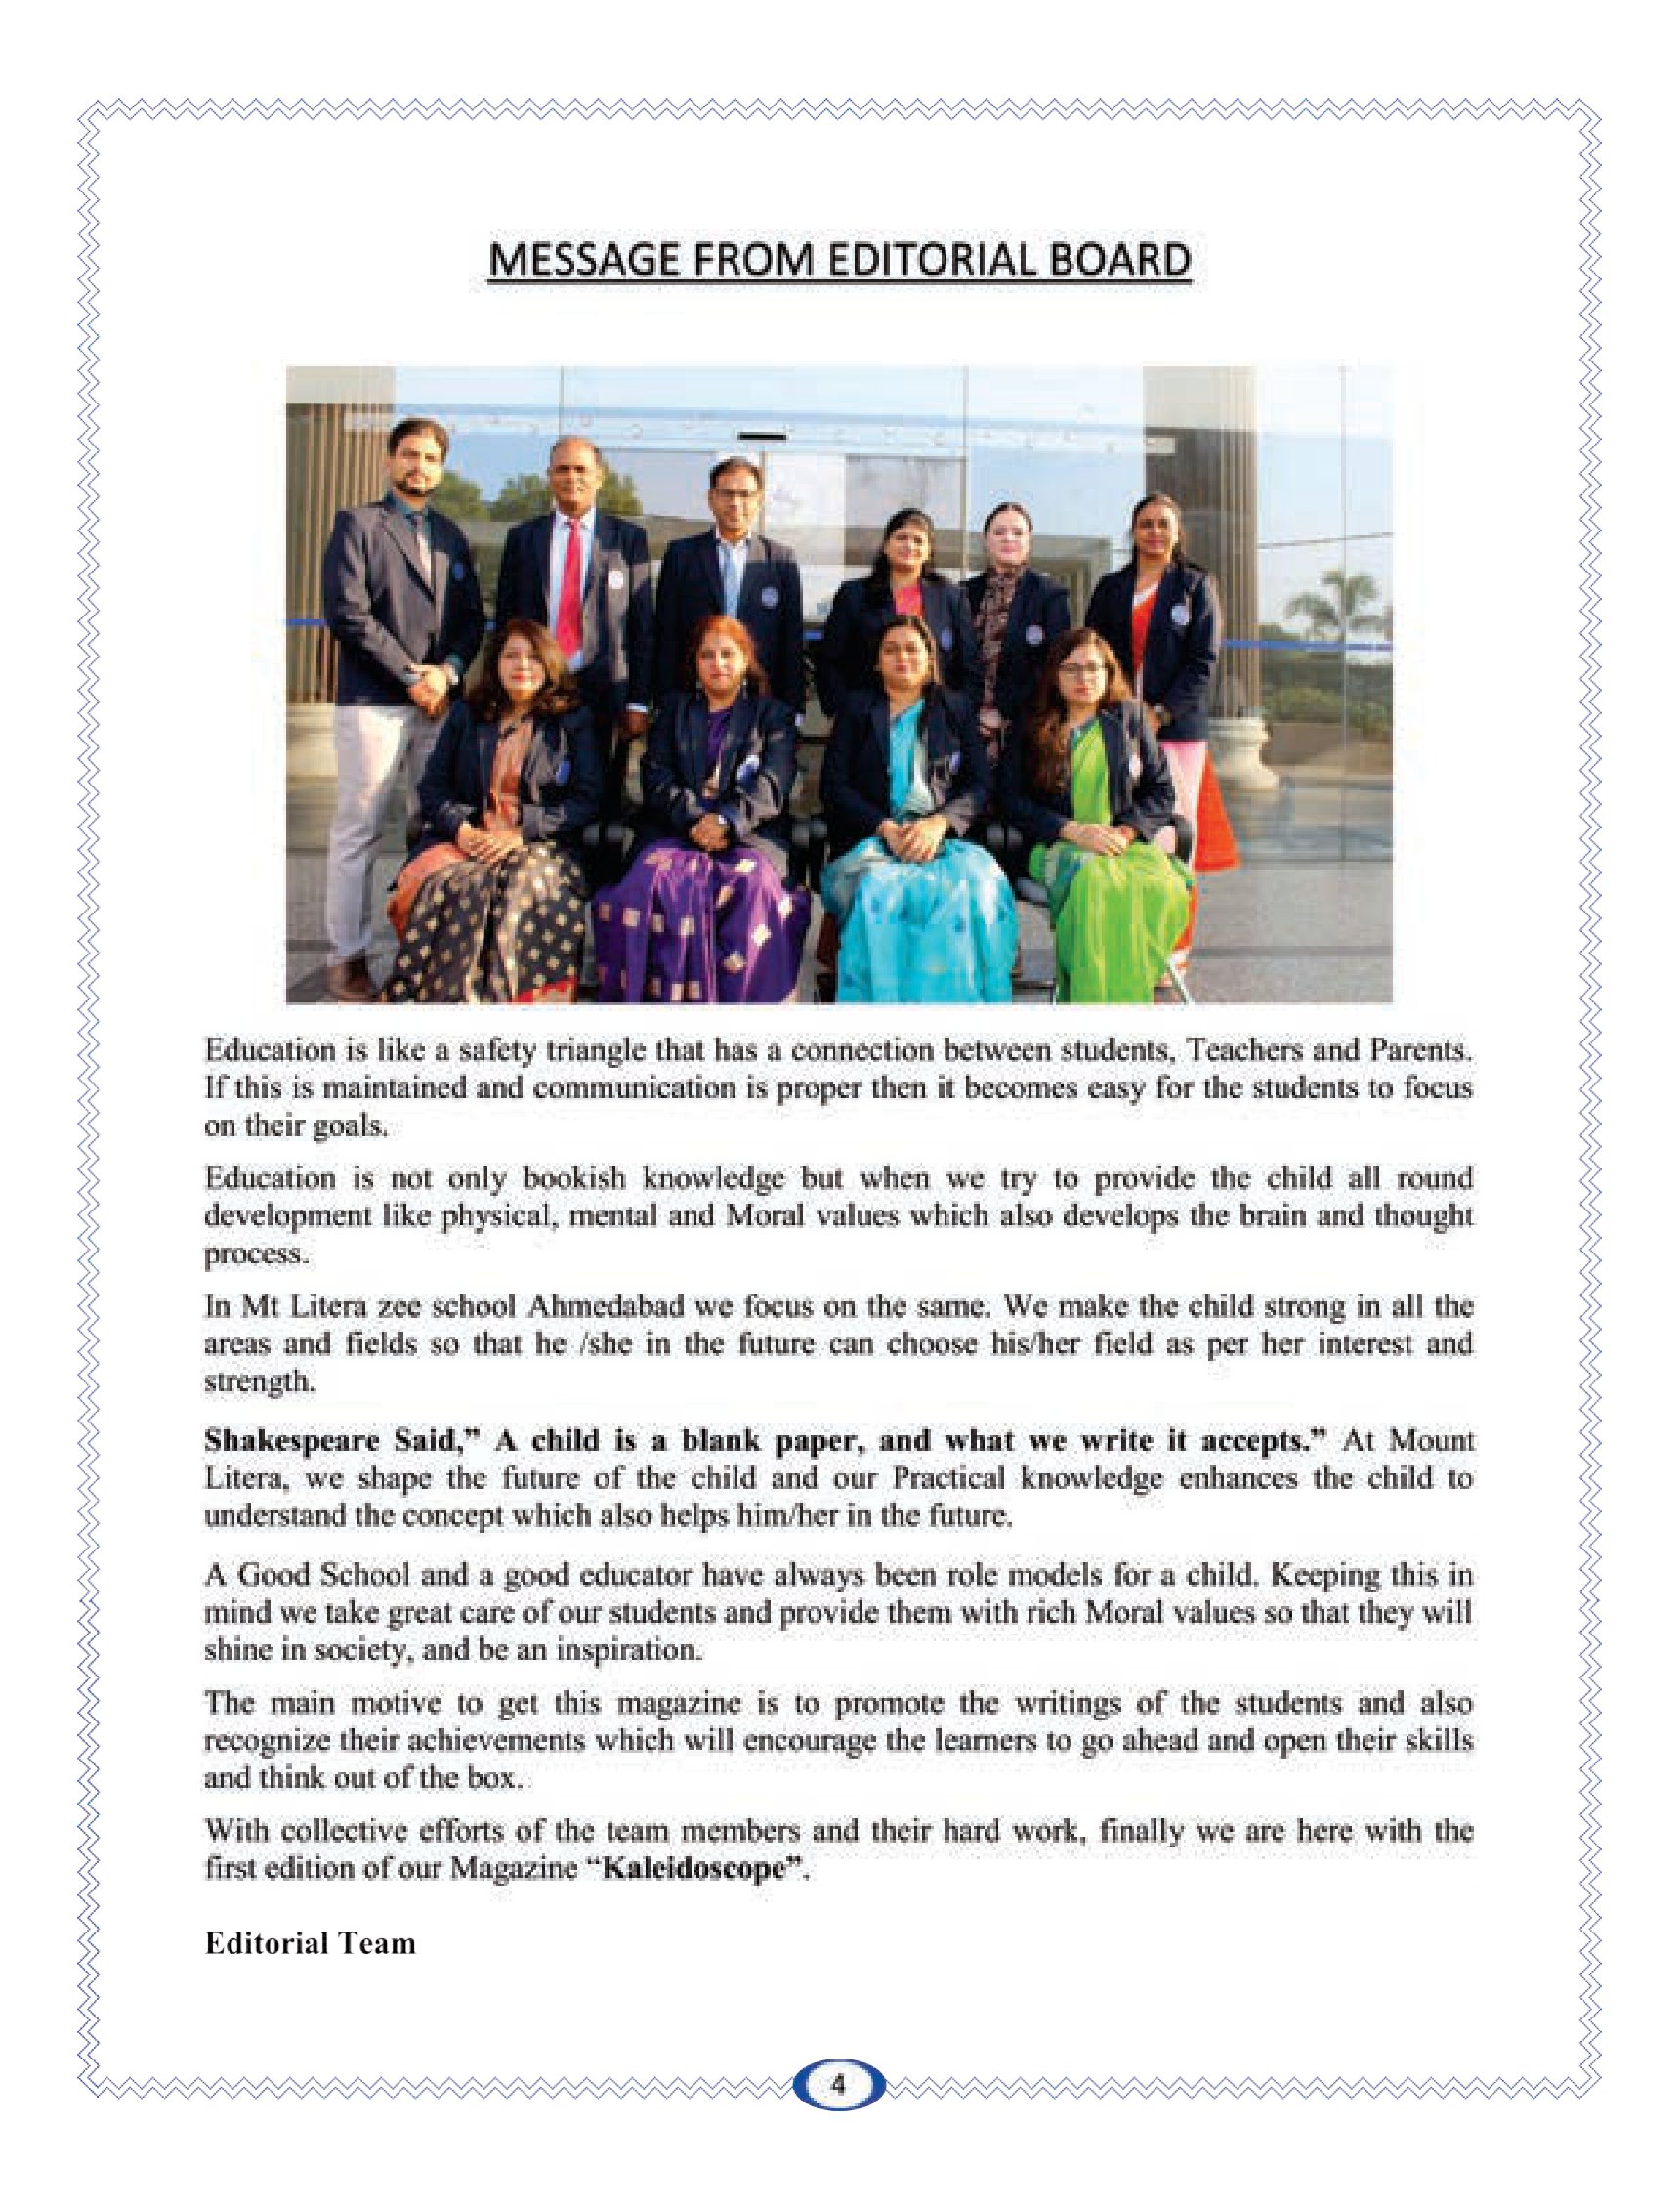 MESSAGE FROM EDITORIAL BOARD
Education is like a safety triangle that has a connection between students, Teachers and Parents.
If this is maintained and communication is proper then it becomes easy for the students to focus
on their goals.
Education is not only bookish knowledge but when we try to provide the child all round
development like physical, mental and Moral values which also develops the brain and thought
process.
In Mt Litera zee school Ahmedabad we focus on the same. We make the child strong in all the
areas and fields so that he /she in the future can choose his/her field as per her interest and
strength.
Shakespeare Said,” A child is a blank paper, and what we write it accepts.” At Mount
Litera, we shape the future of the child and our Practical knowledge enhances the child to
understand the concept which also helps him/her in the future.
A Good School and a good educator have always been role models for a child. Keeping this in
mind we take great care of our students and provide them with rich Moral values so that they will
shine in society, and be an inspiration.
The main motive to get this magazine is to promote the writings of the students and also
recognize their achievements which will encourage the learners to go ahead and open their skills
and think out of the box.
With collective efforts of the team members and their hard work, finally we are here with the
first edition of our Magazine “Kaleidoscope”.
Editorial Team
4